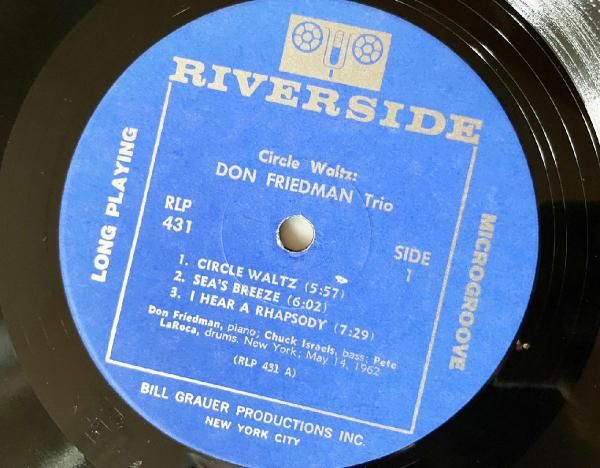 RIVERSIDE
Circle Waltz:
DON FRIEDMAN Trio
RLP
431
SIDE
1
1. CIRCLE WALTZ (5:57)
2. SEA'S BREEZE (6:02)
3. I HEAR A RHAPSODY (7:29)
Don Friedman, piano; Chuck Israels, bass; Pete
LaRoca, drums. New York; May 14, 1962
(RLP 431 A)
LONG PLAYING
MICROGROOVE
BILL GRAUER PRODUCTIONS INC.
NEW YORK CITY